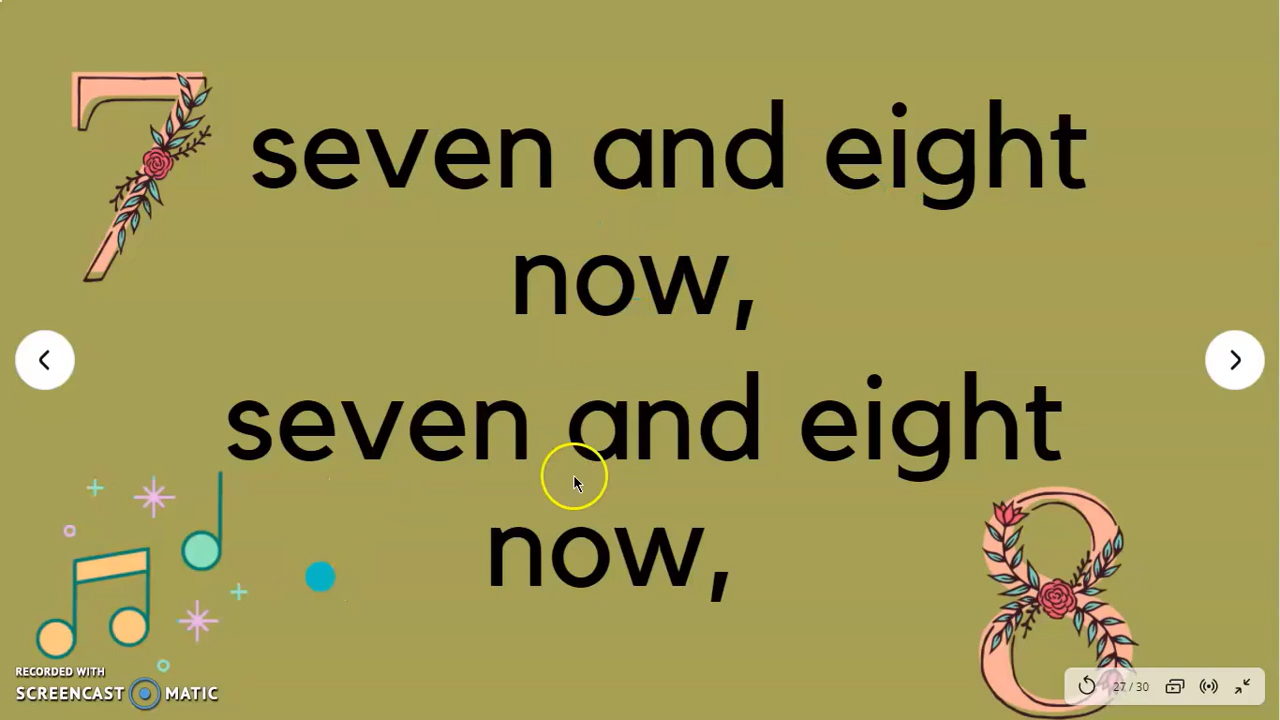 7 seven and eight
now,
seven and eight
now,
8
RECORDED WITH
SCREENCAST MATIC
27 / 30